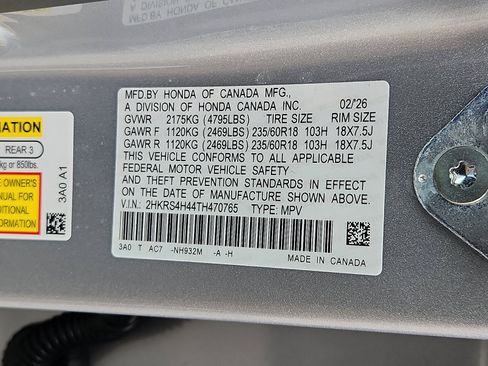 MFD.BY HONDA OF CANADA MFG.,
A DIVISION OF HONDA CANADA INC. 02/'26
GVWR 2175KG (4795LBS) TIRE SIZE RIM SIZE
GAWR F 1120KG (2469LBS) 235/60R18 103H 18X7.5J
GAWR R 1120KG (2469LBS) 235/60R18 103H 18X7.5J
THIS VEHICLE CONFORMS TO ALL APPLICABLE
FEDERAL MOTOR VEHICLE SAFETY
AND THEFT PREVENTION STANDARDS IN EFFECT
ON THE DATE OF MANUFACTURE SHOWN ABOVE.
V.I.N.: 2HKRS4H44TH470765 TYPE: MPV
3A0 T AC7 -NH932M -A -H
MADE IN CANADA
MATION
REAR 3
kg or 850lbs.
E OWNER'S
MANUAL FOR
DITIONAL
ORMATION
3A0 A1